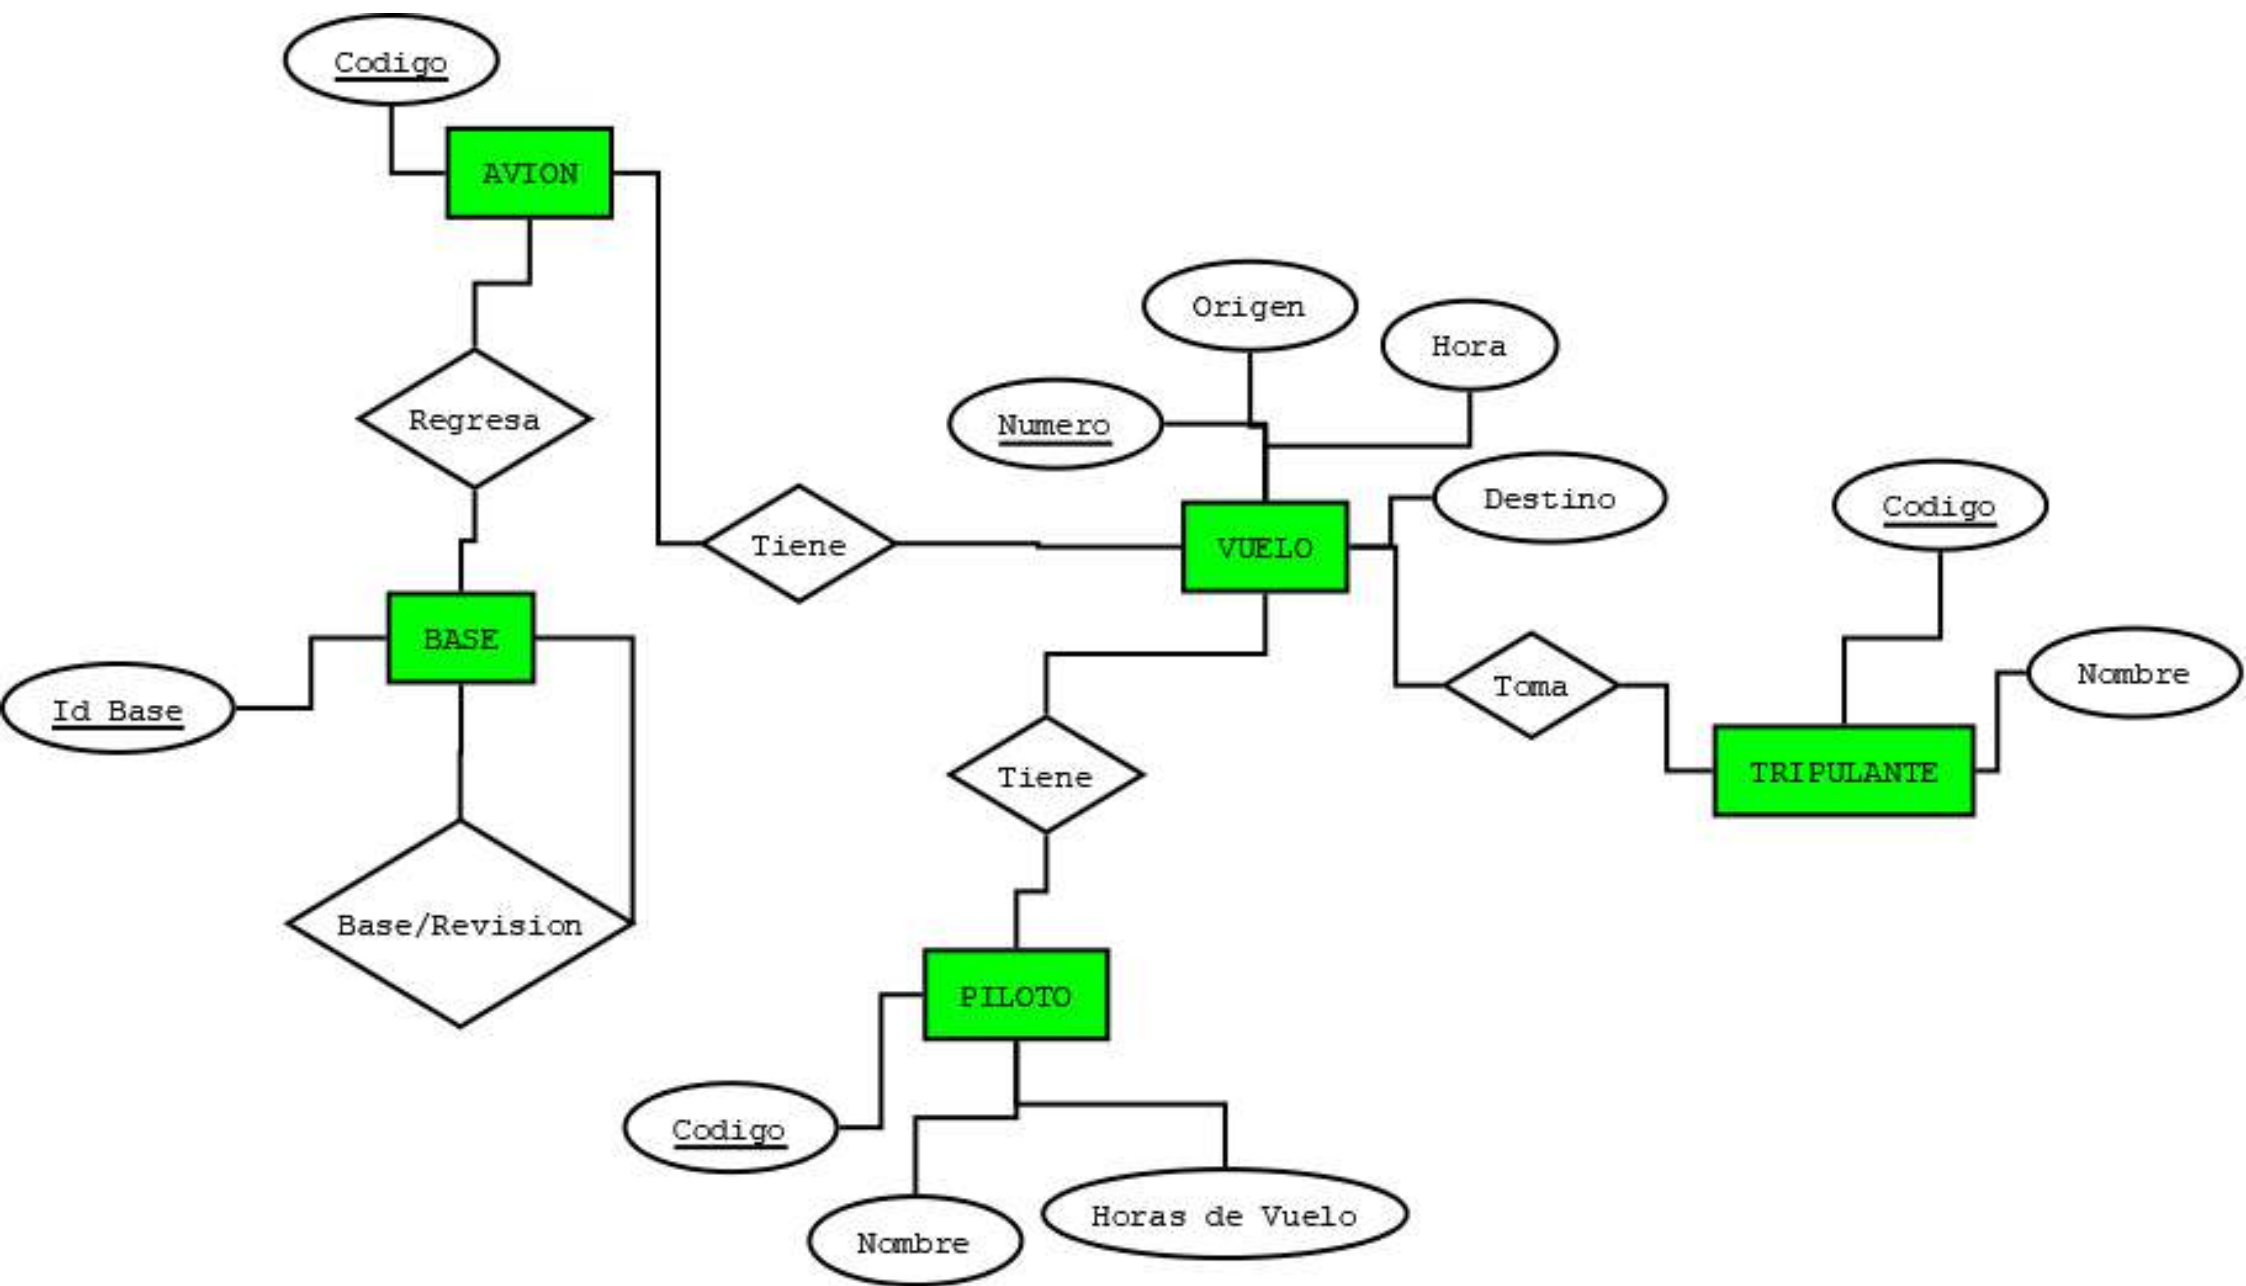 Codigo
AVION
Origen
Hora
Regresa
Numero
Destino
Codigo
Tiene
VUELO
BASE
Toma
Nombre
Id Base
Tiene
TRIPULANTE
Base/Revision
PILOTO
Codigo
Horas de Vuelo
Nombre